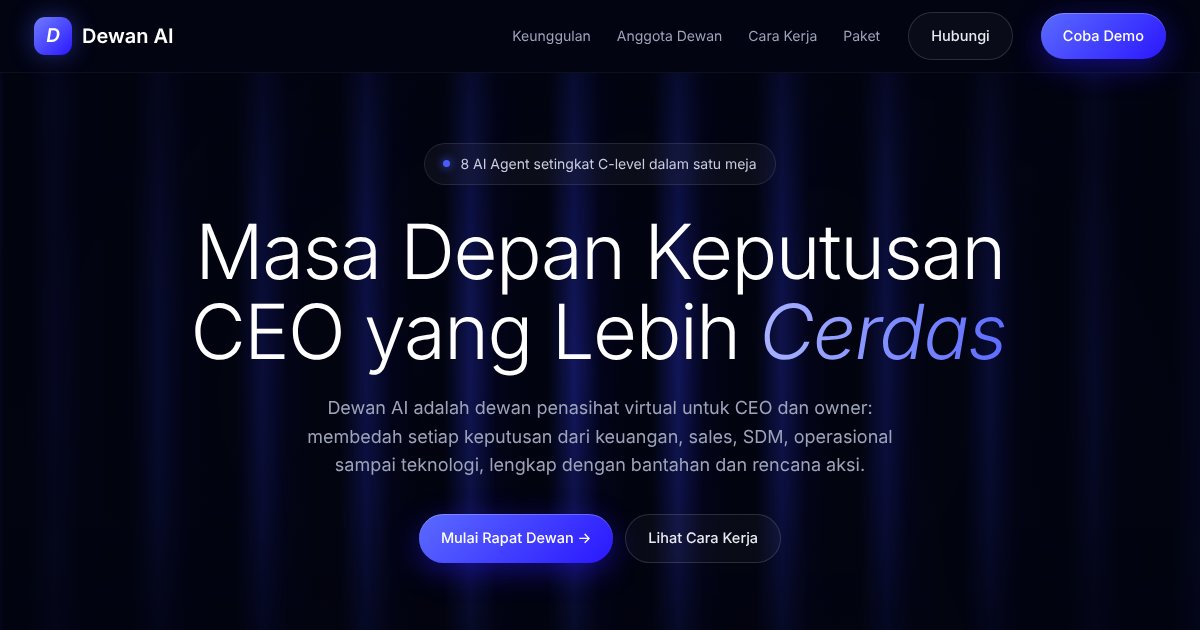 D Dewan AI
Keunggulan Anggota Dewan Cara Kerja Paket Hubungi Coba Demo
8 AI Agent setingkat C-level dalam satu meja
Masa Depan Keputusan
CEO yang Lebih Cerdas
Dewan AI adalah dewan penasihat virtual untuk CEO dan owner:
membedah setiap keputusan dari keuangan, sales, SDM, operasional
sampai teknologi, lengkap dengan bantahan dan rencana aksi.
Mulai Rapat Dewan → Lihat Cara Kerja